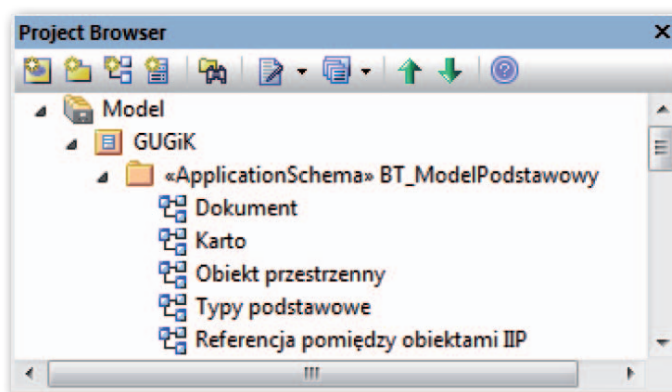 Project Browser
Model
GUGiK
«ApplicationSchema» BT_ModelPodstawowy
Dokument
Karto
Obiekt przestrzenny
Typy podstawowe
Referencja pomiędzy obiektami IIP